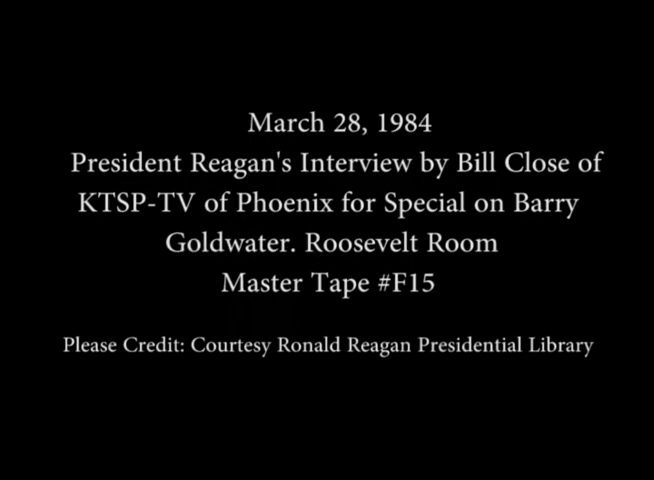 March 28, 1984
President Reagan's Interview by Bill Close of
KTSP-TV of Phoenix for Special on Barry
Goldwater. Roosevelt Room
Master Tape #F15
Please Credit: Courtesy Ronald Reagan Presidential Library